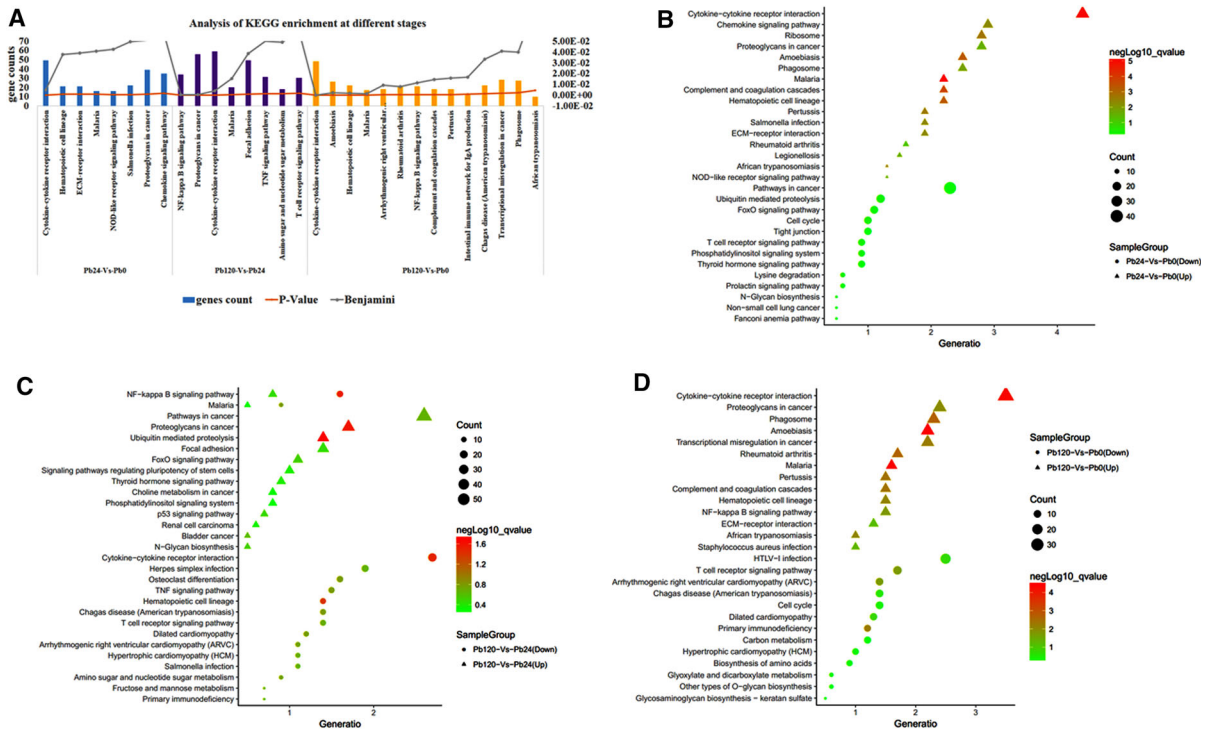 A
Analysis of KEGG enrichment at different stages
gene counts
70
60
50
40
30
20
10
0
5.00E-02
4.00E-02
3.00E-02
2.00E-02
1.00E-02
0.00E+00
-1.00E-02
Cytokine-cytokine receptor interaction
Hematopoietic cell lineage
ECM-receptor interaction
Malaria
NOD-like receptor signaling pathway
Salmonella infection
Proteoglycans in cancer
Chemokine signaling pathway
NF-kappa B signaling pathway
Proteoglycans in cancer
Cytokine-cytokine receptor interaction
Malaria
Focal adhesion
TNF signaling pathway
Amino sugar and nucleotide sugar metabolism
T cell receptor signaling pathway
Cytokine-cytokine receptor interaction
Amoebiasis
Hematopoietic cell lineage
Malaria
Arrhythmogenic right ventricular…
Rheumatoid arthritis
NF-kappa B signaling pathway
Complement and coagulation cascades
Pertussis
Intestinal immune network for IgA production
Chagas disease (American trypanosomiasis)
Transcriptional misregulation in cancer
Phagosome
African trypanosomiasis
Pb24-Vs-Pb0
Pb120-Vs-Pb24
Pb120-Vs-Pb0
genes count
P-Value
Benjamini
B
Cytokine−cytokine receptor interaction
Chemokine signaling pathway
Ribosome
Proteoglycans in cancer
Amoebiasis
Phagosome
Malaria
Complement and coagulation cascades
Hematopoietic cell lineage
Pertussis
Salmonella infection
ECM−receptor interaction
Rheumatoid arthritis
Legionellosis
African trypanosomiasis
NOD−like receptor signaling pathway
Pathways in cancer
Ubiquitin mediated proteolysis
FoxO signaling pathway
Cell cycle
Tight junction
T cell receptor signaling pathway
Phosphatidylinositol signaling system
Thyroid hormone signaling pathway
Lysine degradation
Prolactin signaling pathway
N−Glycan biosynthesis
Non−small cell lung cancer
Fanconi anemia pathway
1
2
3
4
Generatio
negLog10_qvalue
5
4
3
2
1
Count
10
20
30
40
SampleGroup
Pb24−Vs−Pb0(Down)
Pb24−Vs−Pb0(Up)
C
NF−kappa B signaling pathway
Malaria
Pathways in cancer
Proteoglycans in cancer
Ubiquitin mediated proteolysis
Focal adhesion
FoxO signaling pathway
Signaling pathways regulating pluripotency of stem cells
Thyroid hormone signaling pathway
Choline metabolism in cancer
Phosphatidylinositol signaling system
p53 signaling pathway
Renal cell carcinoma
Bladder cancer
N−Glycan biosynthesis
Cytokine−cytokine receptor interaction
Herpes simplex infection
Osteoclast differentiation
TNF signaling pathway
Hematopoietic cell lineage
Chagas disease (American trypanosomiasis)
T cell receptor signaling pathway
Dilated cardiomyopathy
Arrhythmogenic right ventricular cardiomyopathy (ARVC)
Hypertrophic cardiomyopathy (HCM)
Salmonella infection
Amino sugar and nucleotide sugar metabolism
Fructose and mannose metabolism
Primary immunodeficiency
1
2
Generatio
Count
10
20
30
40
50
negLog10_qvalue
1.6
1.2
0.8
0.4
SampleGroup
Pb120−Vs−Pb24(Down)
Pb120−Vs−Pb24(Up)
D
Cytokine−cytokine receptor interaction
Proteoglycans in cancer
Phagosome
Amoebiasis
Transcriptional misregulation in cancer
Rheumatoid arthritis
Malaria
Pertussis
Complement and coagulation cascades
Hematopoietic cell lineage
NF−kappa B signaling pathway
ECM−receptor interaction
African trypanosomiasis
Staphylococcus aureus infection
HTLV−I infection
T cell receptor signaling pathway
Arrhythmogenic right ventricular cardiomyopathy (ARVC)
Chagas disease (American trypanosomiasis)
Cell cycle
Dilated cardiomyopathy
Primary immunodeficiency
Carbon metabolism
Hypertrophic cardiomyopathy (HCM)
Biosynthesis of amino acids
Glyoxylate and dicarboxylate metabolism
Other types of O−glycan biosynthesis
Glycosaminoglycan biosynthesis − keratan sulfate
1
2
3
Generatio
SampleGroup
Pb120−Vs−Pb0(Down)
Pb120−Vs−Pb0(Up)
Count
10
20
30
negLog10_qvalue
4
3
2
1